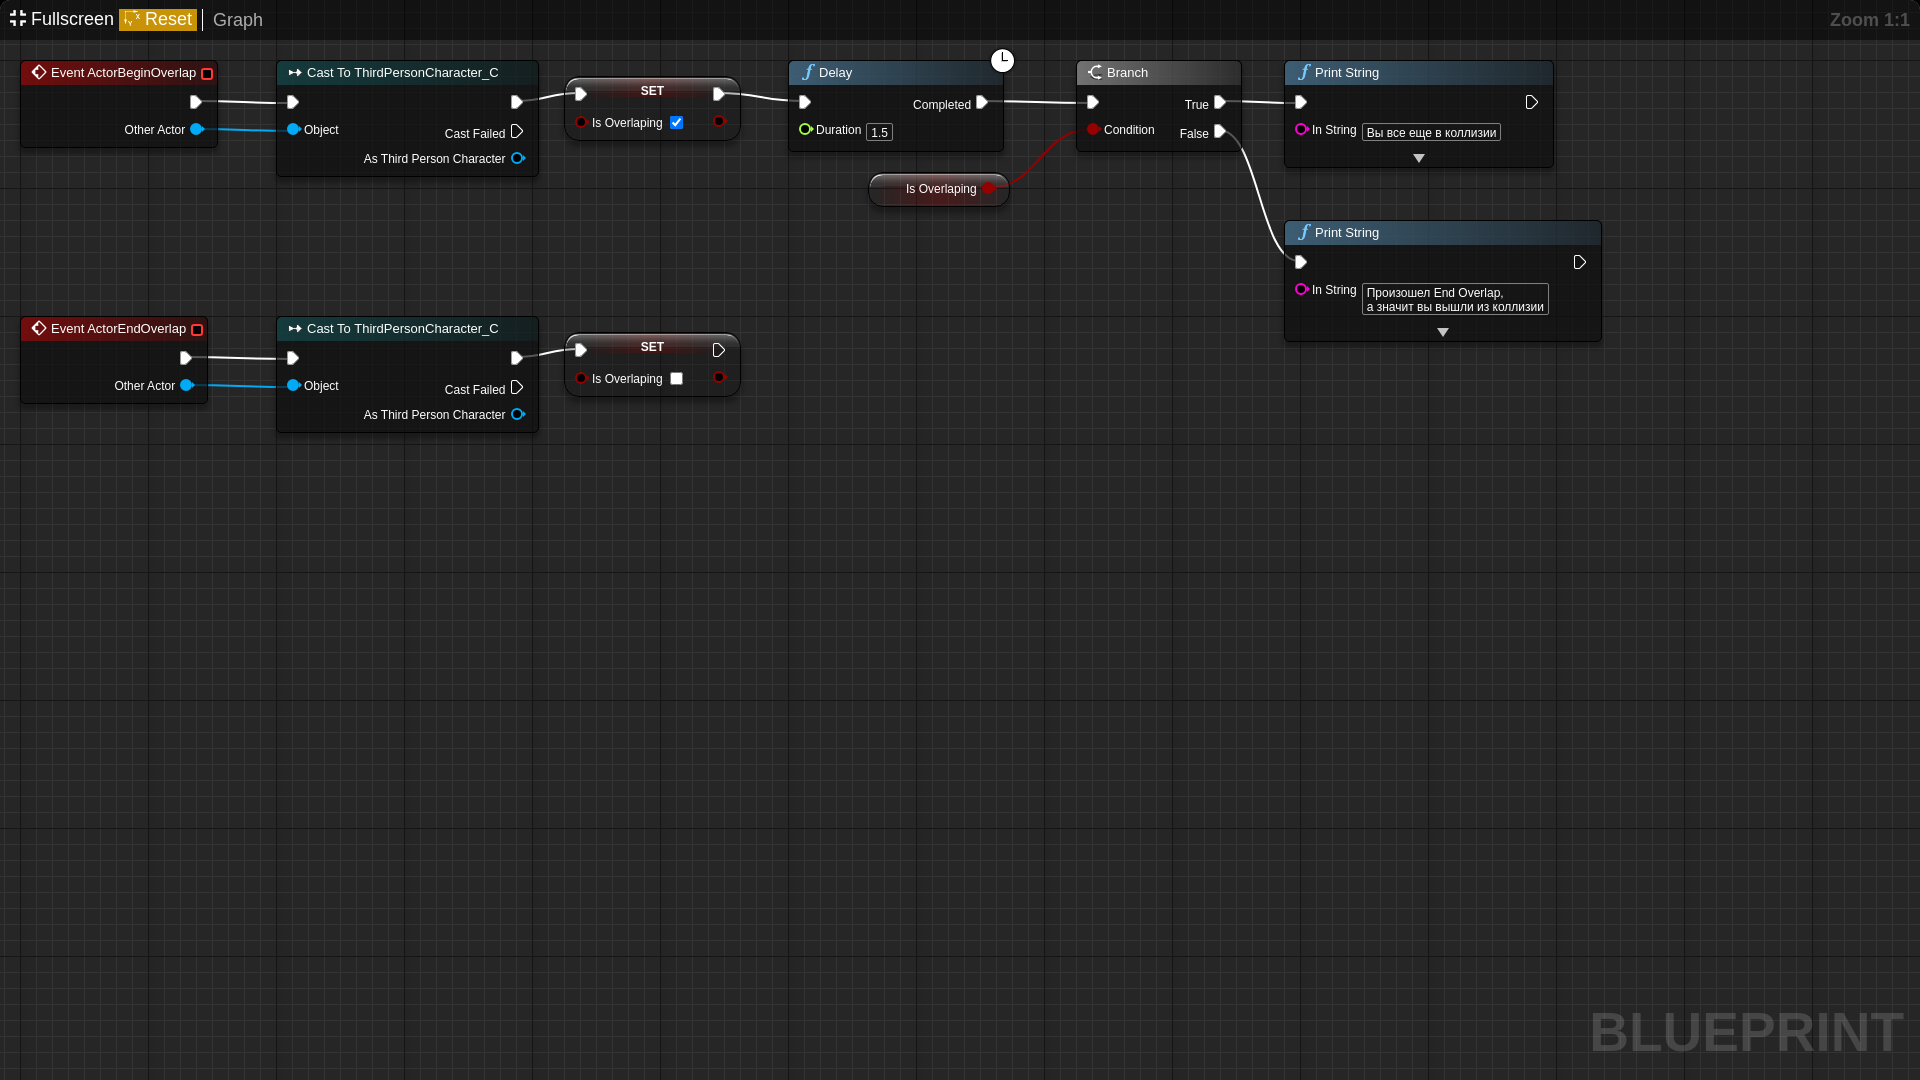 Fullscreen Reset Graph Zoom 1:1
Event ActorBeginOverlap
Other Actor
Cast To ThirdPersonCharacter_C
Object
Cast Failed
As Third Person Character
SET
Is Overlaping
Delay
Completed
Duration 1.5
Is Overlaping
Branch
True
Condition
False
Print String
In String Вы все еще в коллизии
Print String
In String Произошел End Overlap,
а значит вы вышли из коллизии
Event ActorEndOverlap
Other Actor
Cast To ThirdPersonCharacter_C
Object
Cast Failed
As Third Person Character
SET
Is Overlaping
BLUEPRINT